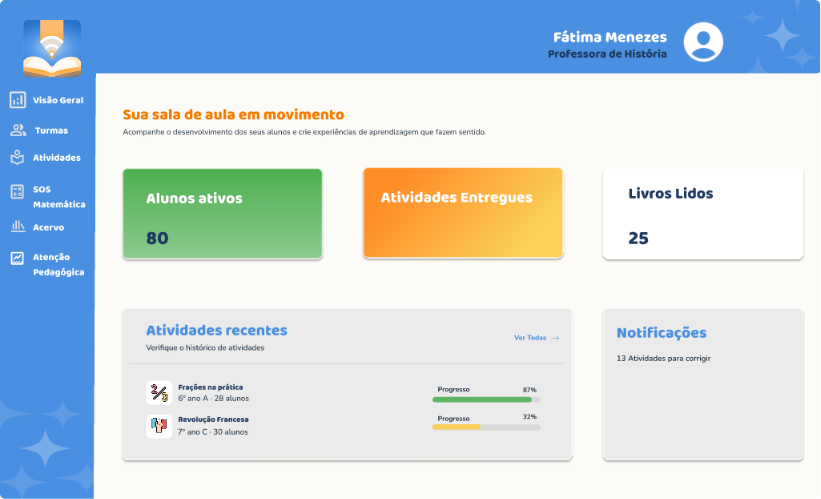 Fátima Menezes
Professora de História
Visão Geral
Turmas
Atividades
SOS
Matemática
Acervo
Atenção
Pedagógica
Sua sala de aula em movimento
Acompanhe o desenvolvimento dos seus alunos e crie experiências de aprendizagem que fazem sentido.
Alunos ativos
80
Atividades Entregues
Livros Lidos
25
Atividades recentes
Verifique o histórico de atividades
Ver Todas →
Frações na prática
6º ano A · 28 alunos
Progresso 87%
Revolução Francesa
7º ano C · 30 alunos
Progresso 32%
Notificações
13 Atividades para corrigir